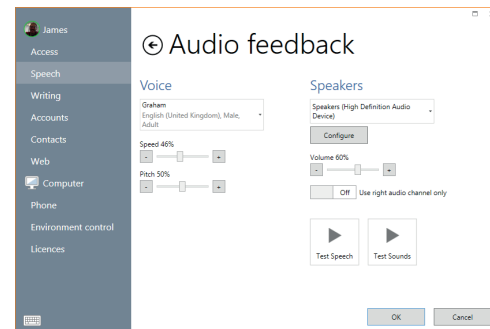 James
Access
Speech
Writing
Accounts
Contacts
Web
Computer
Phone
Environment control
Licences
Audio feedback
Voice
Graham
English (United Kingdom), Male,
Adult
Speed 46%
-
+
Pitch 50%
-
+
Speakers
Speakers (High Definition Audio
Device)
Configure
Volume 60%
-
+
Off Use right audio channel only
Test Speech
Test Sounds
OK
Cancel